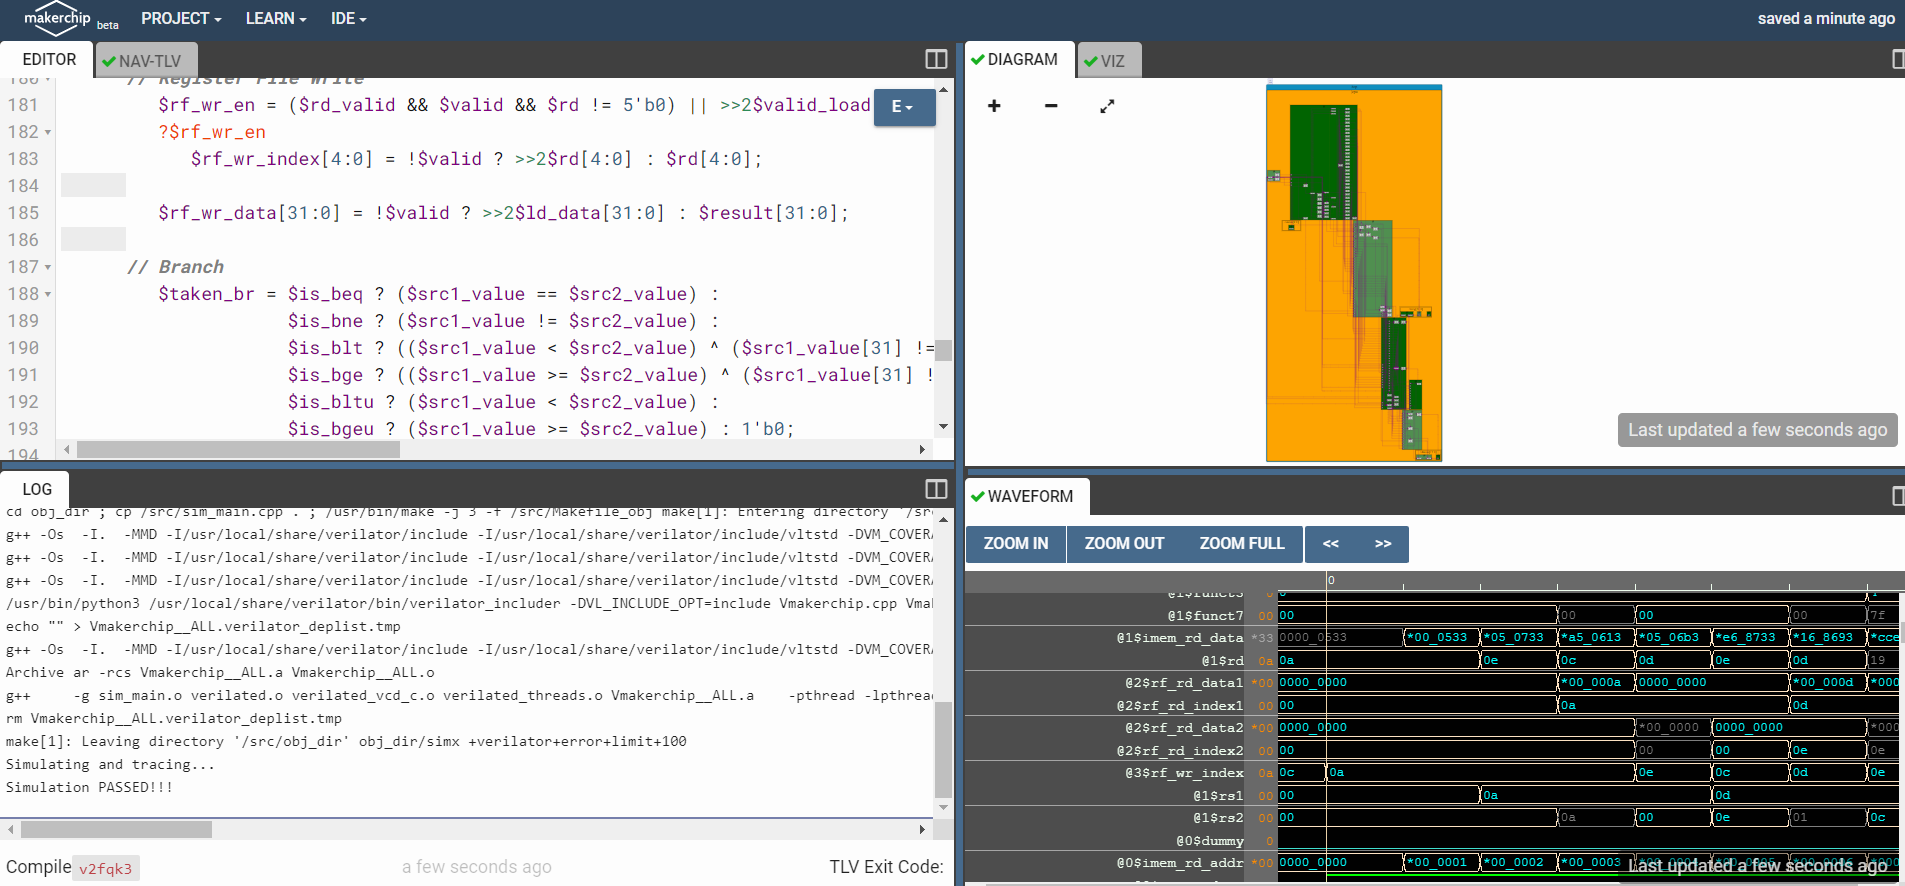 makerchip beta PROJECT LEARN IDE saved a minute ago
EDITOR NAV-TLV
// Register File Write
181 $rf_wr_en = ($rd_valid && $valid && $rd != 5'b0) || >>2$valid_load
E
182 ?$rf_wr_en
183 $rf_wr_index[4:0] = !$valid ? >>2$rd[4:0] : $rd[4:0];
184
185 $rf_wr_data[31:0] = !$valid ? >>2$ld_data[31:0] : $result[31:0];
186
187 // Branch
188 $taken_br = $is_beq ? ($src1_value == $src2_value) :
189 $is_bne ? ($src1_value != $src2_value) :
190 $is_blt ? (($src1_value < $src2_value) ^ ($src1_value[31] !=
191 $is_bge ? (($src1_value >= $src2_value) ^ ($src1_value[31] !
192 $is_bltu ? ($src1_value < $src2_value) :
193 $is_bgeu ? ($src1_value >= $src2_value) : 1'b0;
194
LOG
cd obj_dir ; cp /src/sim_main.cpp . ; /usr/bin/make -j 3 -f /src/Makefile_obj make[1]: Entering directory '/sr
g++ -Os -I. -MMD -I/usr/local/share/verilator/include -I/usr/local/share/verilator/include/vltstd -DVM_COVERA
g++ -Os -I. -MMD -I/usr/local/share/verilator/include -I/usr/local/share/verilator/include/vltstd -DVM_COVERA
g++ -Os -I. -MMD -I/usr/local/share/verilator/include -I/usr/local/share/verilator/include/vltstd -DVM_COVERA
/usr/bin/python3 /usr/local/share/verilator/bin/verilator_includer -DVL_INCLUDE_OPT=include Vmakerchip.cpp Vmak
echo "" > Vmakerchip__ALL.verilator_deplist.tmp
g++ -Os -I. -MMD -I/usr/local/share/verilator/include -I/usr/local/share/verilator/include/vltstd -DVM_COVERA
Archive ar -rcs Vmakerchip__ALL.a Vmakerchip__ALL.o
g++ -g sim_main.o verilated.o verilated_vcd_c.o verilated_threads.o Vmakerchip__ALL.a -pthread -lpthread
rm Vmakerchip__ALL.verilator_deplist.tmp
make[1]: Leaving directory '/src/obj_dir' obj_dir/simx +verilator+error+limit+100
Simulating and tracing...
Simulation PASSED!!!
Compile v2fqk3 a few seconds ago TLV Exit Code:
DIAGRAM VIZ
Last updated a few seconds ago
WAVEFORM
ZOOM IN ZOOM OUT ZOOM FULL << >>
0
@1$funct3 0 0
@1$funct7 00 00 00 00 00 7f
@1$imem_rd_data *33 0000_0533 *00_0533 *05_0733 *a5_0613 *05_06b3 *e6_8733 *16_8693 *cce
@1$rd 0a 0a 0e 0c 0d 0e 0d 19
@2$rf_rd_data1 *00 0000_0000 *00_000a 0000_0000 *00_000d *000
@2$rf_rd_index1 00 00 0a 0d
@2$rf_rd_data2 *00 0000_0000 *00_0000 0000_0000 *000
@2$rf_rd_index2 00 00 00 00 0e 0e
@3$rf_wr_index 0a 0c 0a 0e 0c 0d 0e
@1$rs1 00 00 0a 0d
@1$rs2 00 00 0a 00 0e 01 0c
@0$dummy 0
@0$imem_rd_addr *00 0000_0000 *00_0001 *00_0002 *00_0003
Last updated a few seconds ago